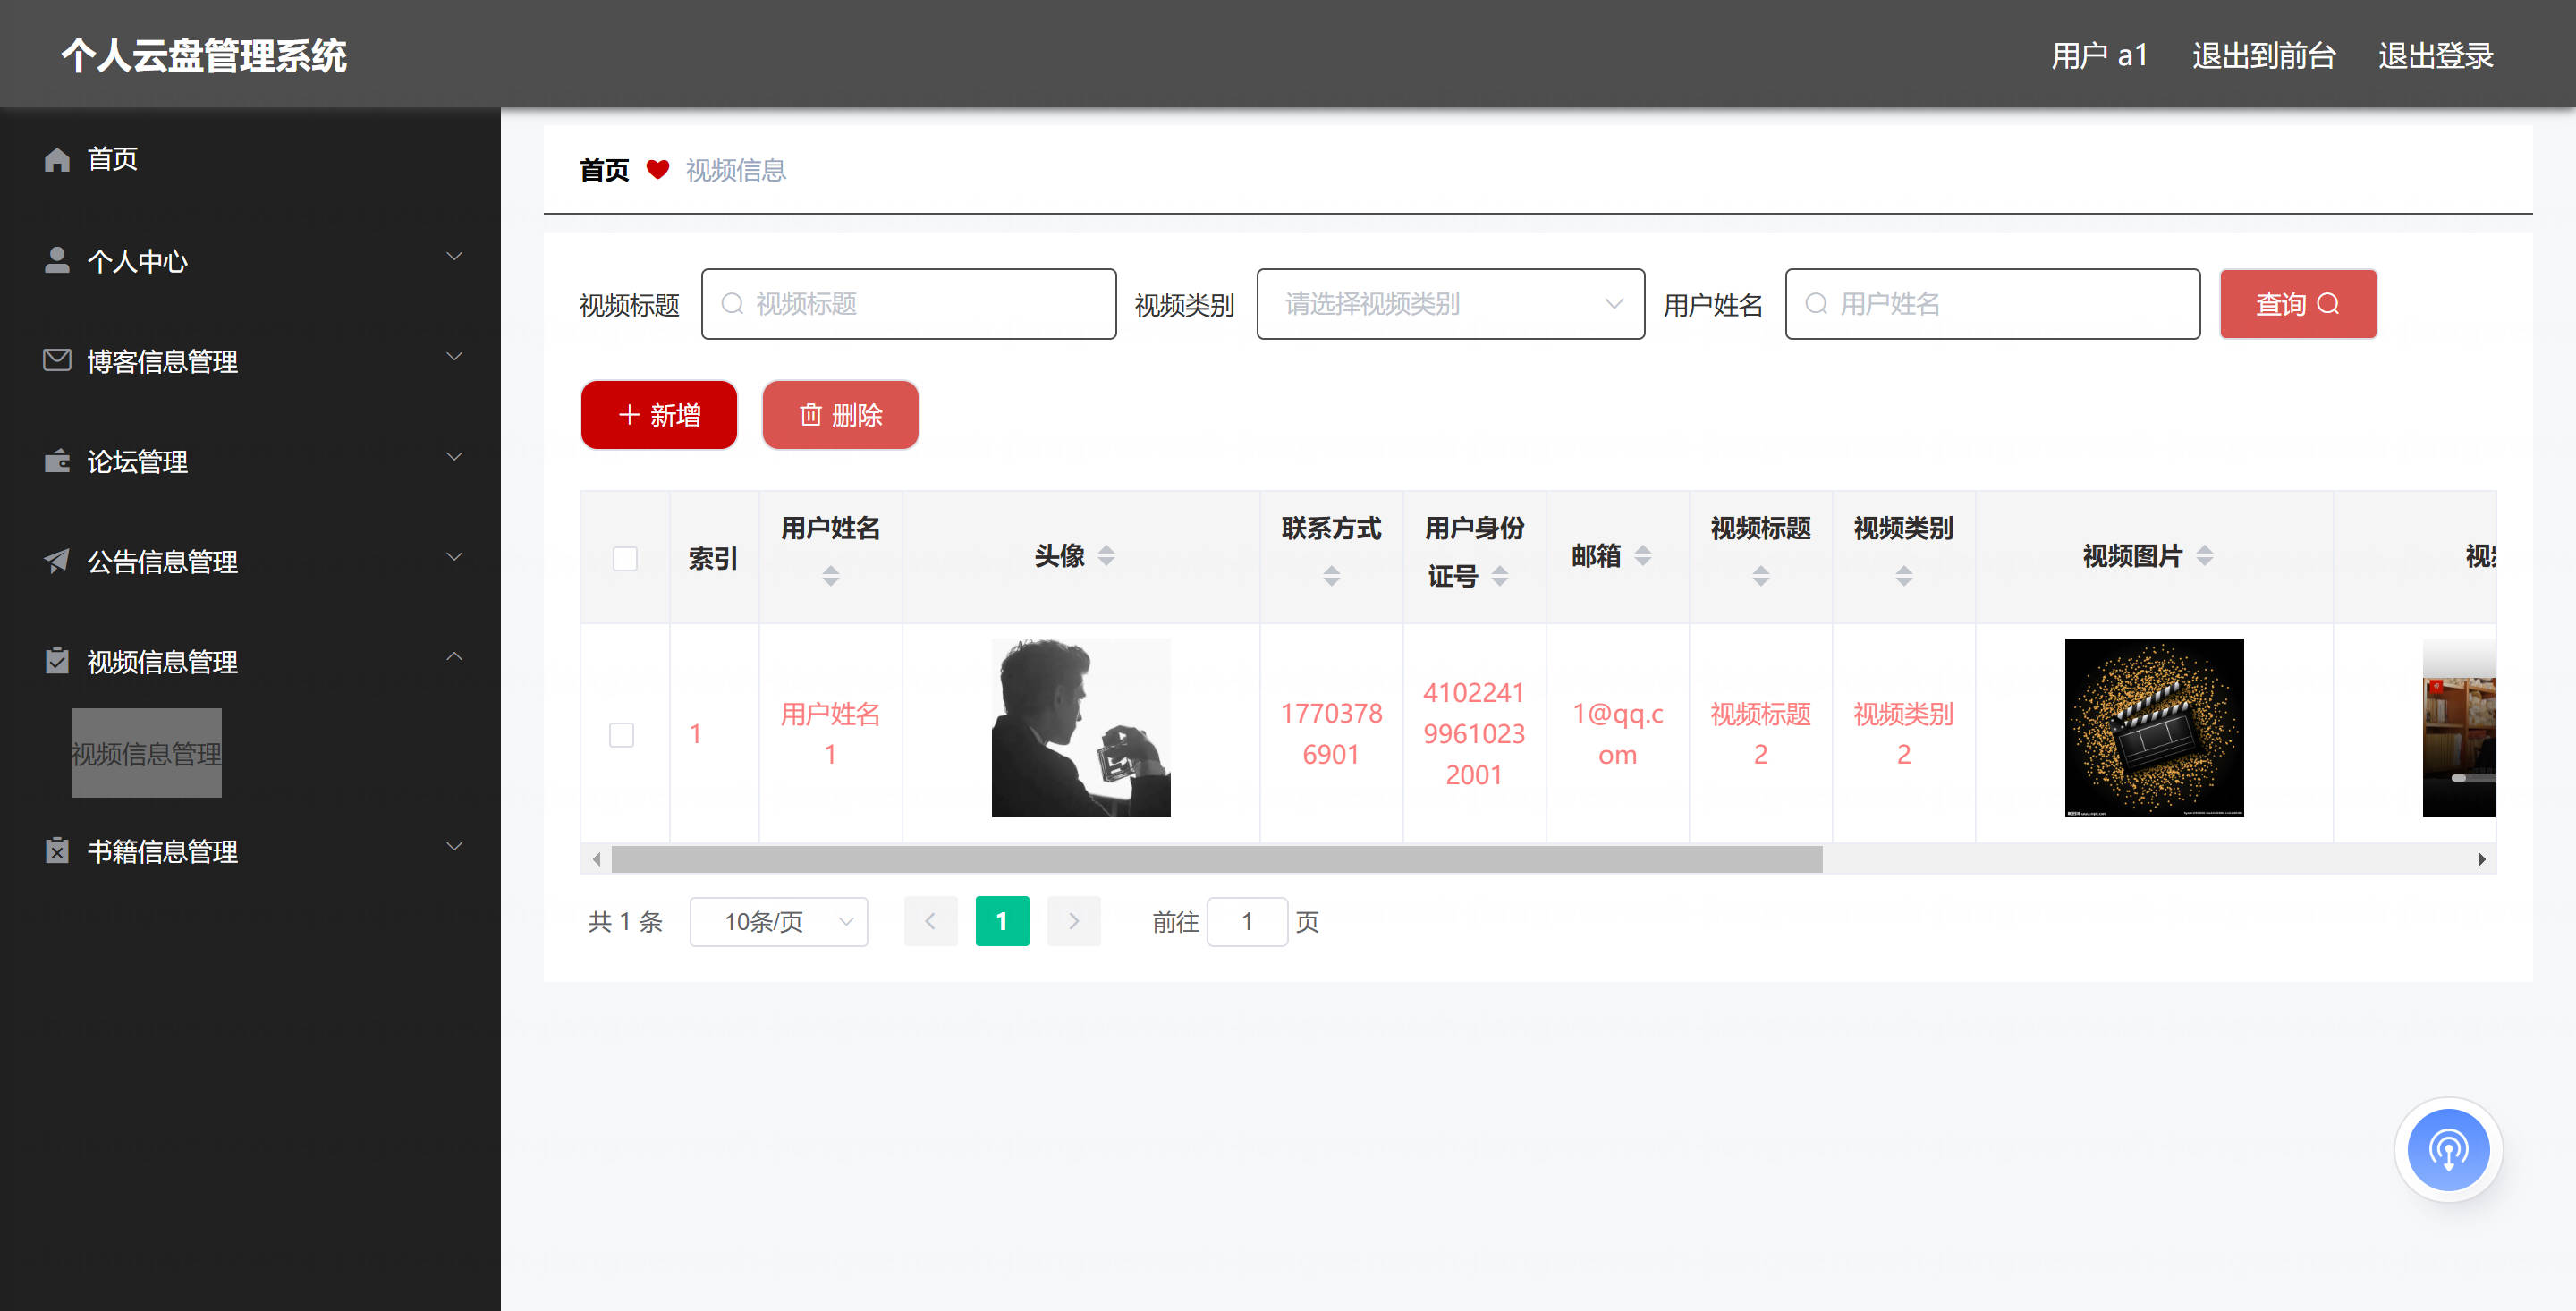 个人云盘管理系统
用户 a1 退出到前台 退出登录
首页
个人中心
博客信息管理
论坛管理
公告信息管理
视频信息管理
视频信息管理
书籍信息管理
首页 视频信息
视频标题 视频标题 视频类别 请选择视频类别 用户姓名 用户姓名 查询
新增 删除
索引 用户姓名 头像 联系方式 用户身份证号 邮箱 视频标题 视频类别 视频图片
1 用户姓名1 17703786901 410224199610232001 1@qq.com 视频标题2 视频类别2
共 1 条 10条/页 1 前往 1 页